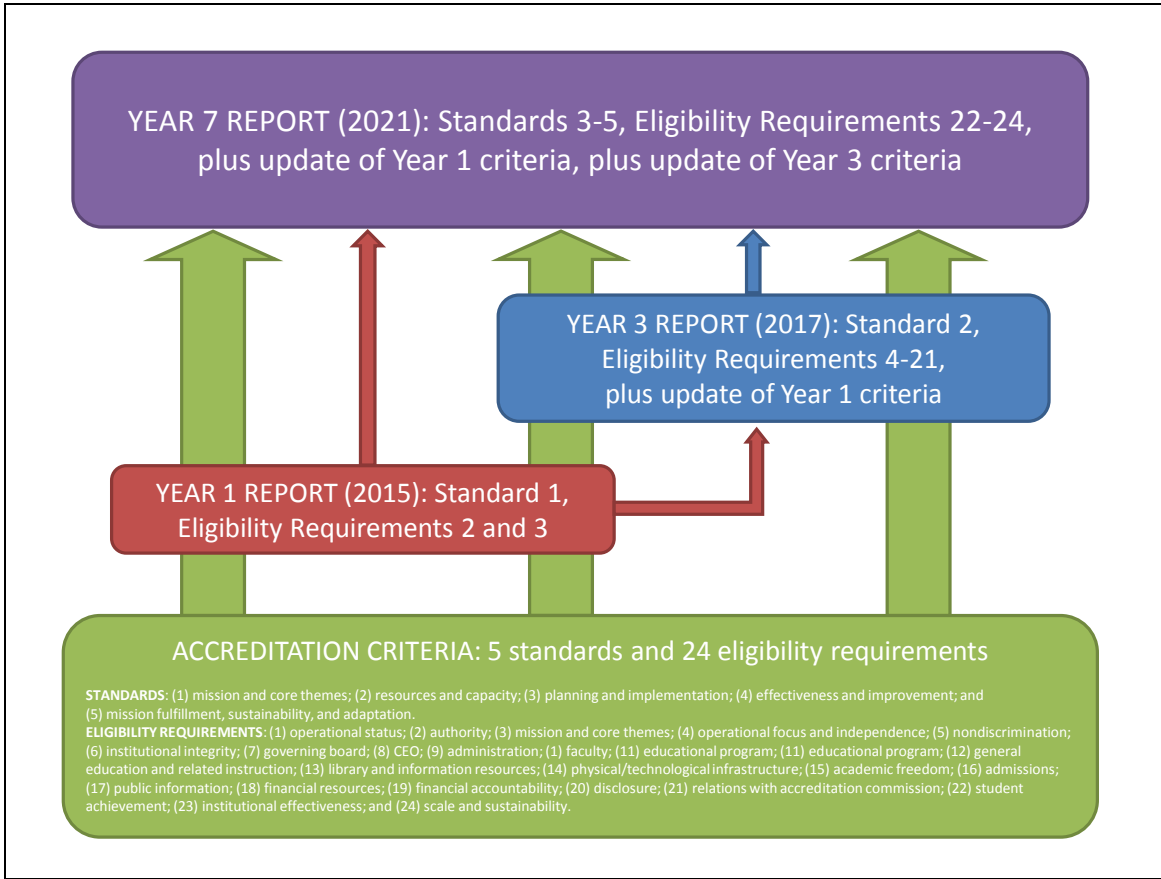 YEAR 7 REPORT (2021): Standards 3-5, Eligibility Requirements 22-24,
plus update of Year 1 criteria, plus update of Year 3 criteria
YEAR 3 REPORT (2017): Standard 2,
Eligibility Requirements 4-21,
plus update of Year 1 criteria
YEAR 1 REPORT (2015): Standard 1,
Eligibility Requirements 2 and 3
ACCREDITATION CRITERIA: 5 standards and 24 eligibility requirements
STANDARDS: (1) mission and core themes; (2) resources and capacity; (3) planning and implementation; (4) effectiveness and improvement; and
(5) mission fulfillment, sustainability, and adaptation.
ELIGIBILITY REQUIREMENTS: (1) operational status; (2) authority; (3) mission and core themes; (4) operational focus and independence; (5) nondiscrimination;
(6) institutional integrity; (7) governing board; (8) CEO; (9) administration; (1) faculty; (11) educational program; (11) educational program; (12) general
education and related instruction; (13) library and information resources; (14) physical/technological infrastructure; (15) academic freedom; (16) admissions;
(17) public information; (18) financial resources; (19) financial accountability; (20) disclosure; (21) relations with accreditation commission; (22) student
achievement; (23) institutional effectiveness; and (24) scale and sustainability.